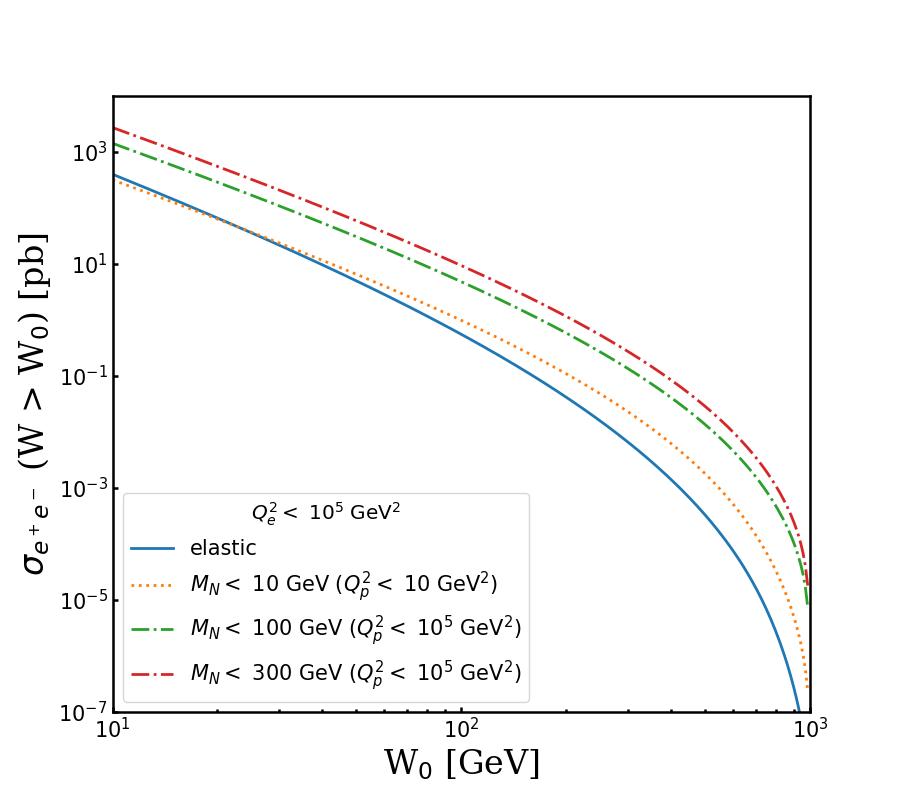 σ_{e^+e^-} (W > W_0) [pb]
10^3
10^1
10^{-1}
10^{-3}
10^{-5}
10^{-7}
Q_e^2 < 10^5 GeV^2
elastic
M_N < 10 GeV (Q_p^2 < 10 GeV^2)
M_N < 100 GeV (Q_p^2 < 10^5 GeV^2)
M_N < 300 GeV (Q_p^2 < 10^5 GeV^2)
10^1 10^2 10^3
W_0 [GeV]